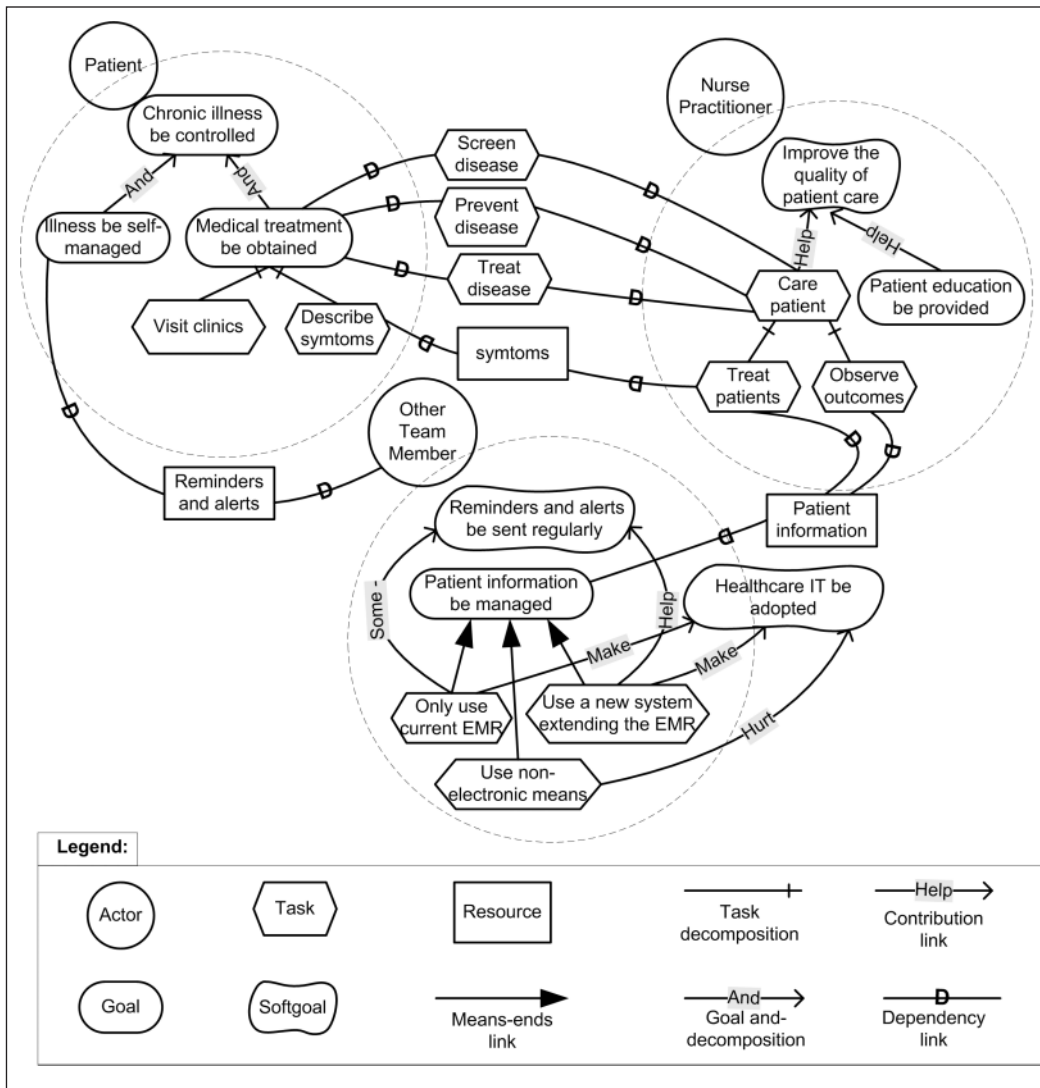 Patient
Chronic illness
be controlled
And
And
Illness be self-
managed
Medical treatment
be obtained
Visit clinics
Describe
symtoms
Screen
disease
D
D
Prevent
disease
D
D
Treat
disease
D
D
symtoms
D
D
Nurse
Practitioner
Improve the
quality of
patient care
Help
Help
Care
patient
Patient education
be provided
Treat
patients
Observe
outcomes
D
D
Other
Team
Member
D
Reminders
and alerts
D
Patient
information
D
Reminders and alerts
be sent regularly
Patient information
be managed
Healthcare IT be
adopted
Some -
Help
Make
Make
Hurt
Only use
current EMR
Use a new system
extending the EMR
Use non-
electronic means
Legend:
Actor
Task
Resource
Task
decomposition
Help
Contribution
link
Goal
Softgoal
Means-ends
link
And
Goal and-
decomposition
D
Dependency
link